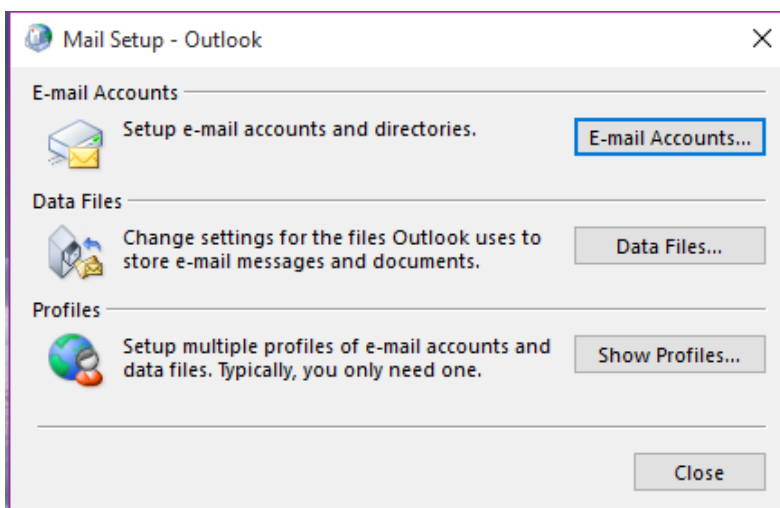 Mail Setup - Outlook
E-mail Accounts
Setup e-mail accounts and directories.
E-mail Accounts...
Data Files
Change settings for the files Outlook uses to
store e-mail messages and documents.
Data Files...
Profiles
Setup multiple profiles of e-mail accounts and
data files. Typically, you only need one.
Show Profiles...
Close